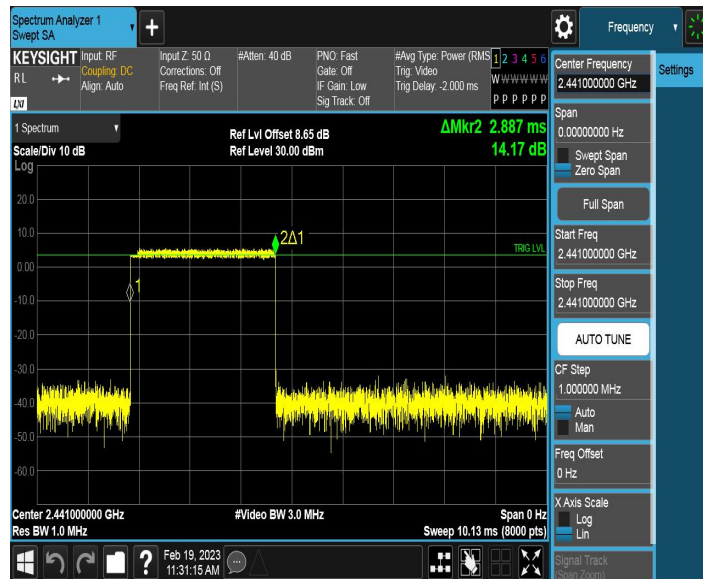 Spectrum Analyzer 1
Swept SA
+
Frequency
KEYSIGHT
RL
LXI
Input: RF
Coupling: DC
Align: Auto
Input Z: 50 Ω
Corrections: Off
Freq Ref: Int (S)
#Atten: 40 dB
PNO: Fast
Gate: Off
IF Gain: Low
Sig Track: Off
#Avg Type: Power (RMS
Trig: Video
Trig Delay: -2.000 ms
1 2 3 4 5 6
W W W W W W
P P P P P P
1 Spectrum
Scale/Div 10 dB
Log
Ref Lvl Offset 8.65 dB
Ref Level 30.00 dBm
ΔMkr2 2.887 ms
14.17 dB
20.0
10.0
0.00
-10.0
-20.0
-30.0
-40.0
-50.0
-60.0
2Δ1
1
TRIG LVL
Center 2.441000000 GHz
Res BW 1.0 MHz
#Video BW 3.0 MHz
Span 0 Hz
Sweep 10.13 ms (8000 pts)
?
Feb 19, 2023
11:31:15 AM
Center Frequency
2.441000000 GHz
Span
0.00000000 Hz
Swept Span
Zero Span
Full Span
Start Freq
2.441000000 GHz
Stop Freq
2.441000000 GHz
AUTO TUNE
CF Step
1.000000 MHz
Auto
Man
Freq Offset
0 Hz
X Axis Scale
Log
Lin
Signal Track
(Span Zoom)
Settings